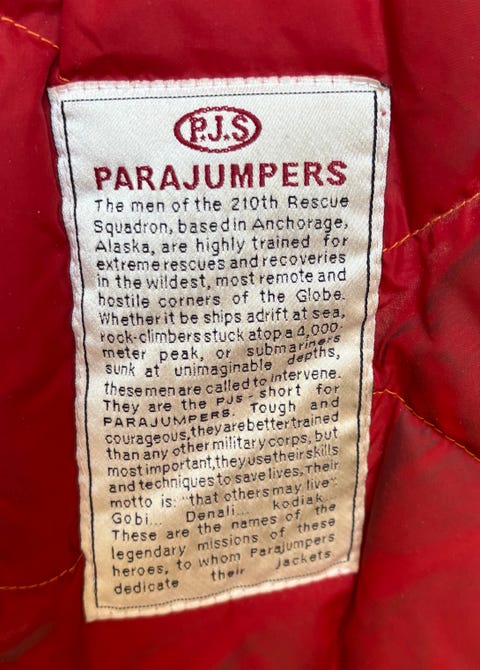 P.J.S
PARAJUMPERS
The men of the 210th Rescue
Squadron, based in Anchorage,
Alaska, are highly trained for
extreme rescues and recoveries
in the wildest, most remote and
hostile corners of the Globe.
Whether it be ships adrift at sea,
rock-climbers stuck atop a 4,000-
meter peak, or submariners
sunk at unimaginable depths,
these men are called to intervene.
They are the PJS - short for
PARAJUMPERS. Tough and
courageous, they are better trained
than any other military corps, but
most important, they use their skills
and techniques to save lives. Their
motto is: "that others may live".
Gobi... Denali... Kodiak...
These are the names of the
legendary missions of these
heroes, to whom Parajumpers
dedicate their Jackets